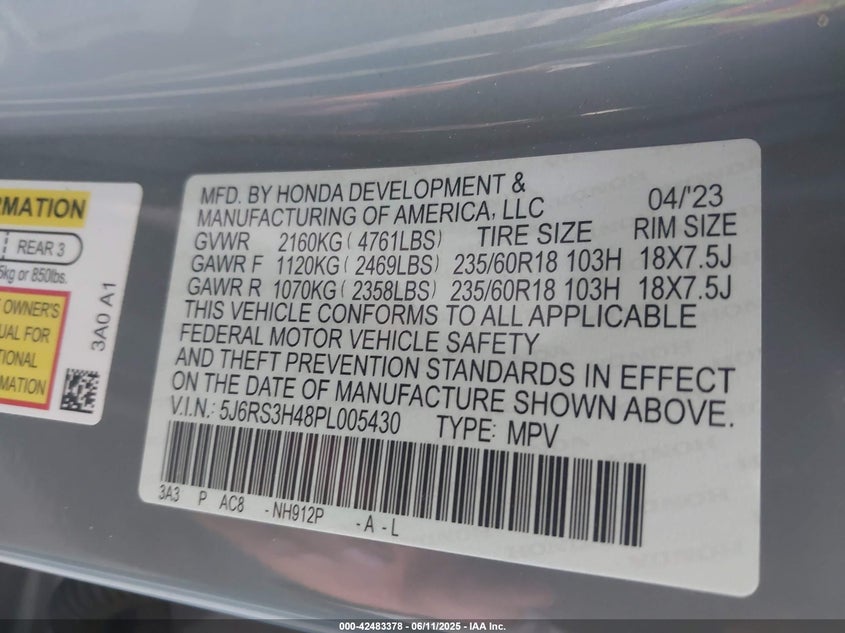 RMATION
REAR 3
5kg or 850lbs.
OWNER'S
UAL FOR
TIONAL
RMATION
3A0 A1
MFD. BY HONDA DEVELOPMENT & 04/'23
MANUFACTURING OF AMERICA, LLC
GVWR 2160KG ( 4761LBS) TIRE SIZE RIM SIZE
GAWR F 1120KG ( 2469LBS) 235/60R18 103H 18X7.5J
GAWR R 1070KG ( 2358LBS) 235/60R18 103H 18X7.5J
THIS VEHICLE CONFORMS TO ALL APPLICABLE
FEDERAL MOTOR VEHICLE SAFETY
AND THEFT PREVENTION STANDARDS IN EFFECT
ON THE DATE OF MANUFACTURE SHOWN ABOVE.
V.I.N.: 5J6RS3H48PL005430 TYPE: MPV
3A3 P AC8 - NH912P - A - L
000-42483378 - 06/11/2025 - IAA Inc.